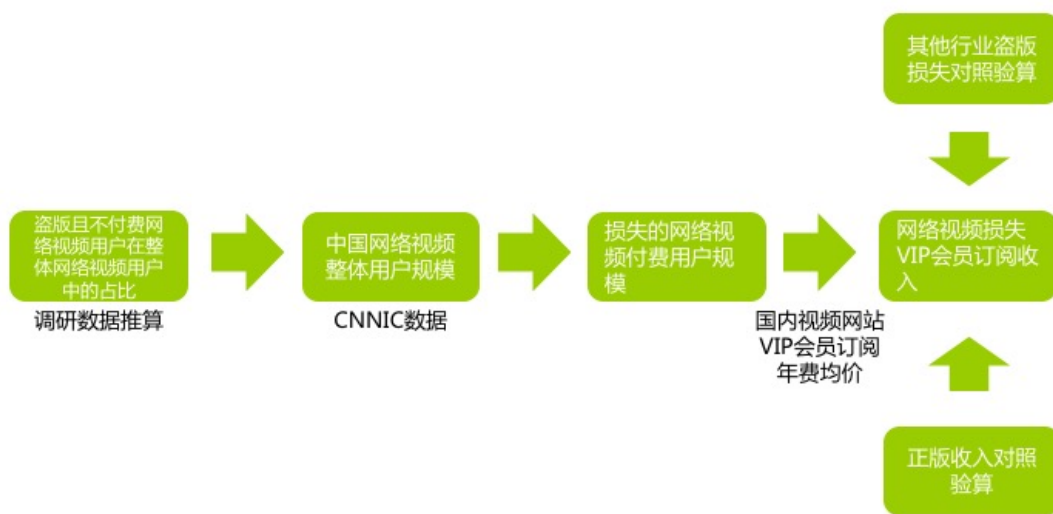 其他行业盗版
损失对照验算
盗版且不付费网
络视频用户在整
体网络视频用户
中的占比
调研数据推算
中国网络视频
整体用户规模
CNNIC数据
损失的网络视
频付费用户规
模
国内视频网站
VIP会员订阅
年费均价
网络视频损失
VIP会员订阅收
入
正版收入对照
验算